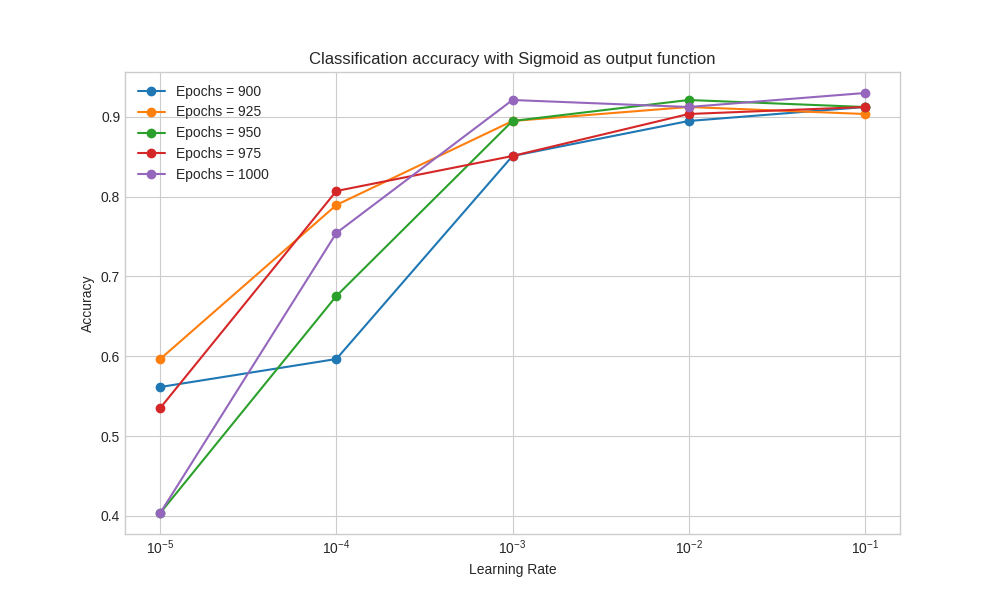 Classification accuracy with Sigmoid as output function
Epochs = 900
Epochs = 925
Epochs = 950
Epochs = 975
Epochs = 1000
Accuracy
0.9
0.8
0.7
0.6
0.5
0.4
10⁻⁵ 10⁻⁴ 10⁻³ 10⁻² 10⁻¹
Learning Rate